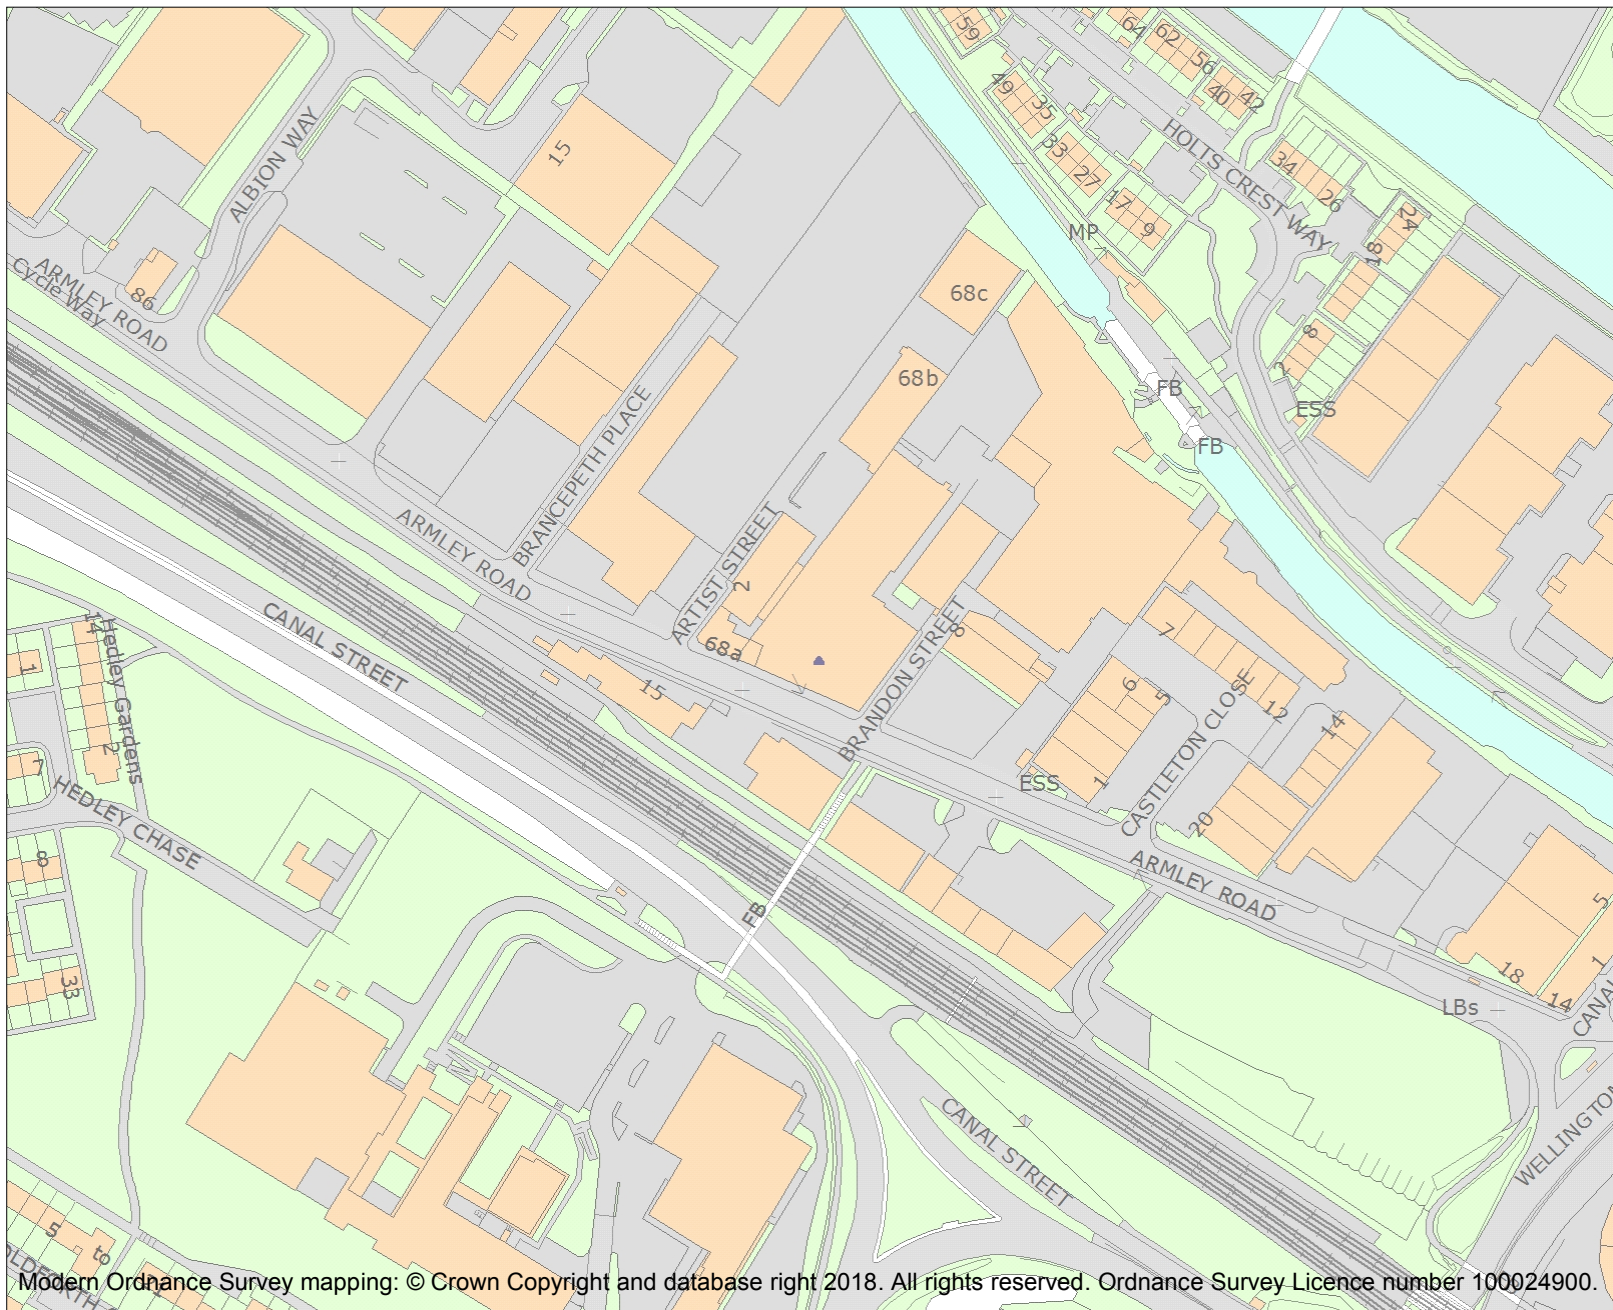 59
64
62
56
40
42
49
35
33
27
17
9
HOLTS CREST WAY
34
26
24
18
8
2
ESS
MP
FB
FB
15
ALBION WAY
ARMLEY ROAD
Cycle Way
86
68c
68b
BRANCEPETH PLACE
ARMLEY ROAD
ARTIST STREET
2
68a
15
BRANDON STREET
8
7
6
5
1
12
14
CASTLETON CLOSE
20
ESS
ARMLEY ROAD
CANAL STREET
14
Hedley Gardens
1
2
7
HEDLEY CHASE
8
33
FB
18
14
5
1
LBs
CANAL
WELLINGTON
CANAL STREET
5
to
Modern Ordnance Survey mapping: © Crown Copyright and database right 2018. All rights reserved. Ordnance Survey Licence number 100024900.